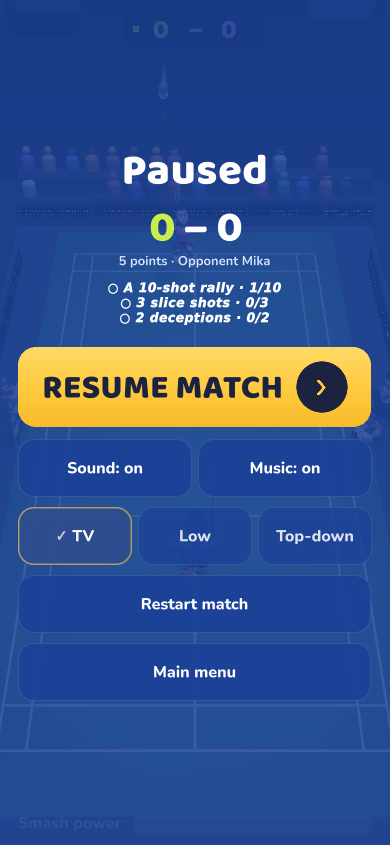 0 – 0
Paused
0 – 0
5 points · Opponent Mika
A 10-shot rally · 1/10
3 slice shots · 0/3
2 deceptions · 0/2
RESUME MATCH
Sound: on
Music: on
✓ TV
Low
Top-down
Restart match
Main menu
Smash power